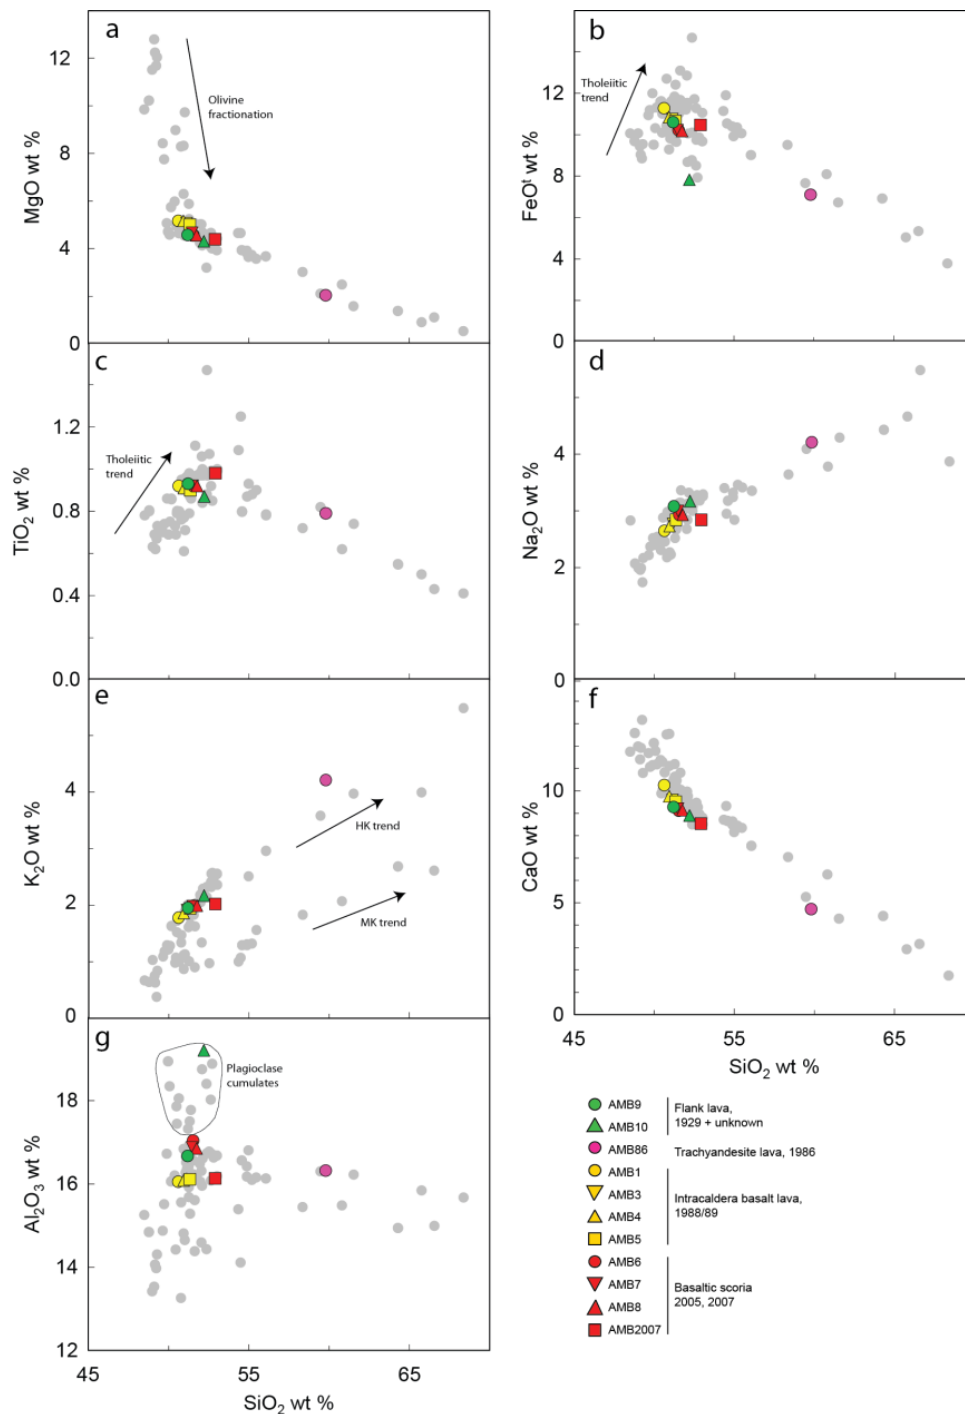 a
12
8
4
0
MgO wt %
Olivine
fractionation
b
12
8
4
0
FeOᵗ wt %
Tholeiitic
trend
c
1.6
1.2
0.8
0.4
0.0
TiO₂ wt %
Tholeiitic
trend
d
6
4
2
0
Na₂O wt %
e
4
2
0
K₂O wt %
HK trend
MK trend
f
10
5
0
CaO wt %
45
55
65
SiO₂ wt %
g
18
16
14
12
Al₂O₃ wt %
Plagioclase
cumulates
45
55
65
SiO₂ wt %
AMB9
AMB10
Flank lava,
1929 + unknown
AMB86
Trachyandesite lava, 1986
AMB1
AMB3
AMB4
AMB5
Intracaldera basalt lava,
1988/89
AMB6
AMB7
AMB8
AMB2007
Basaltic scoria
2005, 2007